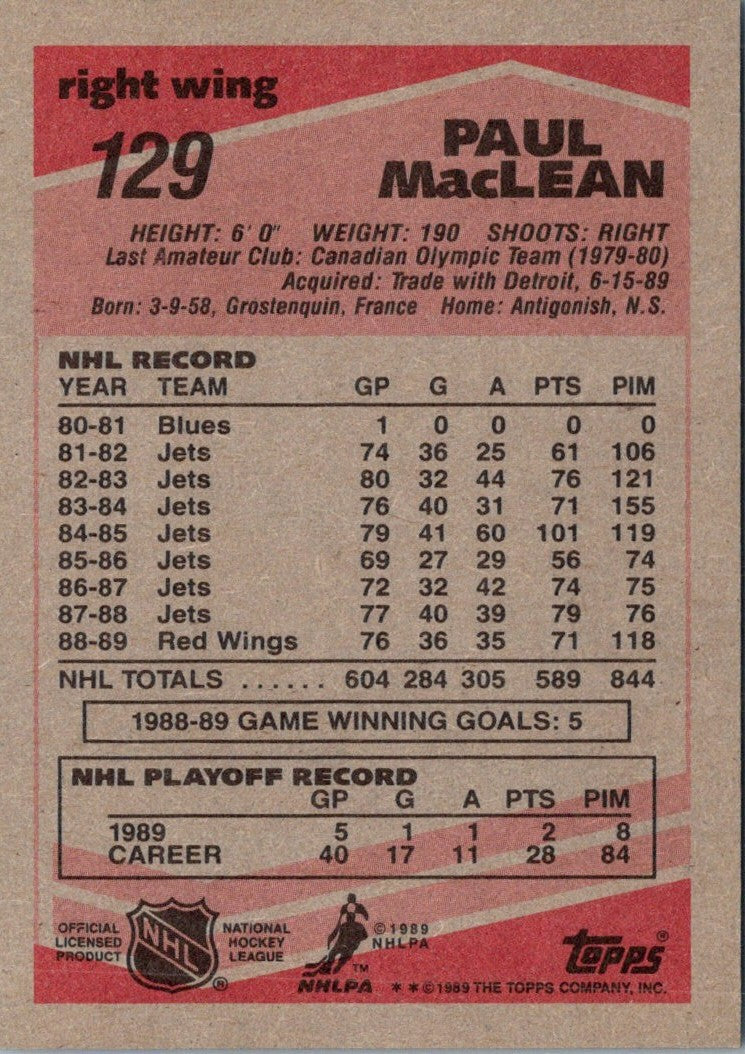 right wing
129
PAUL
MacLEAN
HEIGHT: 6' 0" WEIGHT: 190 SHOOTS: RIGHT
Last Amateur Club: Canadian Olympic Team (1979-80)
Acquired: Trade with Detroit, 6-15-89
Born: 3-9-58, Grostenquin, France Home: Antigonish, N.S.
NHL RECORD
YEAR TEAM GP G A PTS PIM
80-81 Blues 1 0 0 0 0
81-82 Jets 74 36 25 61 106
82-83 Jets 80 32 44 76 121
83-84 Jets 76 40 31 71 155
84-85 Jets 79 41 60 101 119
85-86 Jets 69 27 29 56 74
86-87 Jets 72 32 42 74 75
87-88 Jets 77 40 39 79 76
88-89 Red Wings 76 36 35 71 118
NHL TOTALS ...... 604 284 305 589 844
1988-89 GAME WINNING GOALS: 5
NHL PLAYOFF RECORD
GP G A PTS PIM
1989 5 1 1 2 8
CAREER 40 17 11 28 84
OFFICIAL
LICENSED
PRODUCT
NHL
®
NATIONAL
HOCKEY
LEAGUE
TM
NHLPA
©1989
NHLPA
topps®
* * ©1989 THE TOPPS COMPANY, INC.